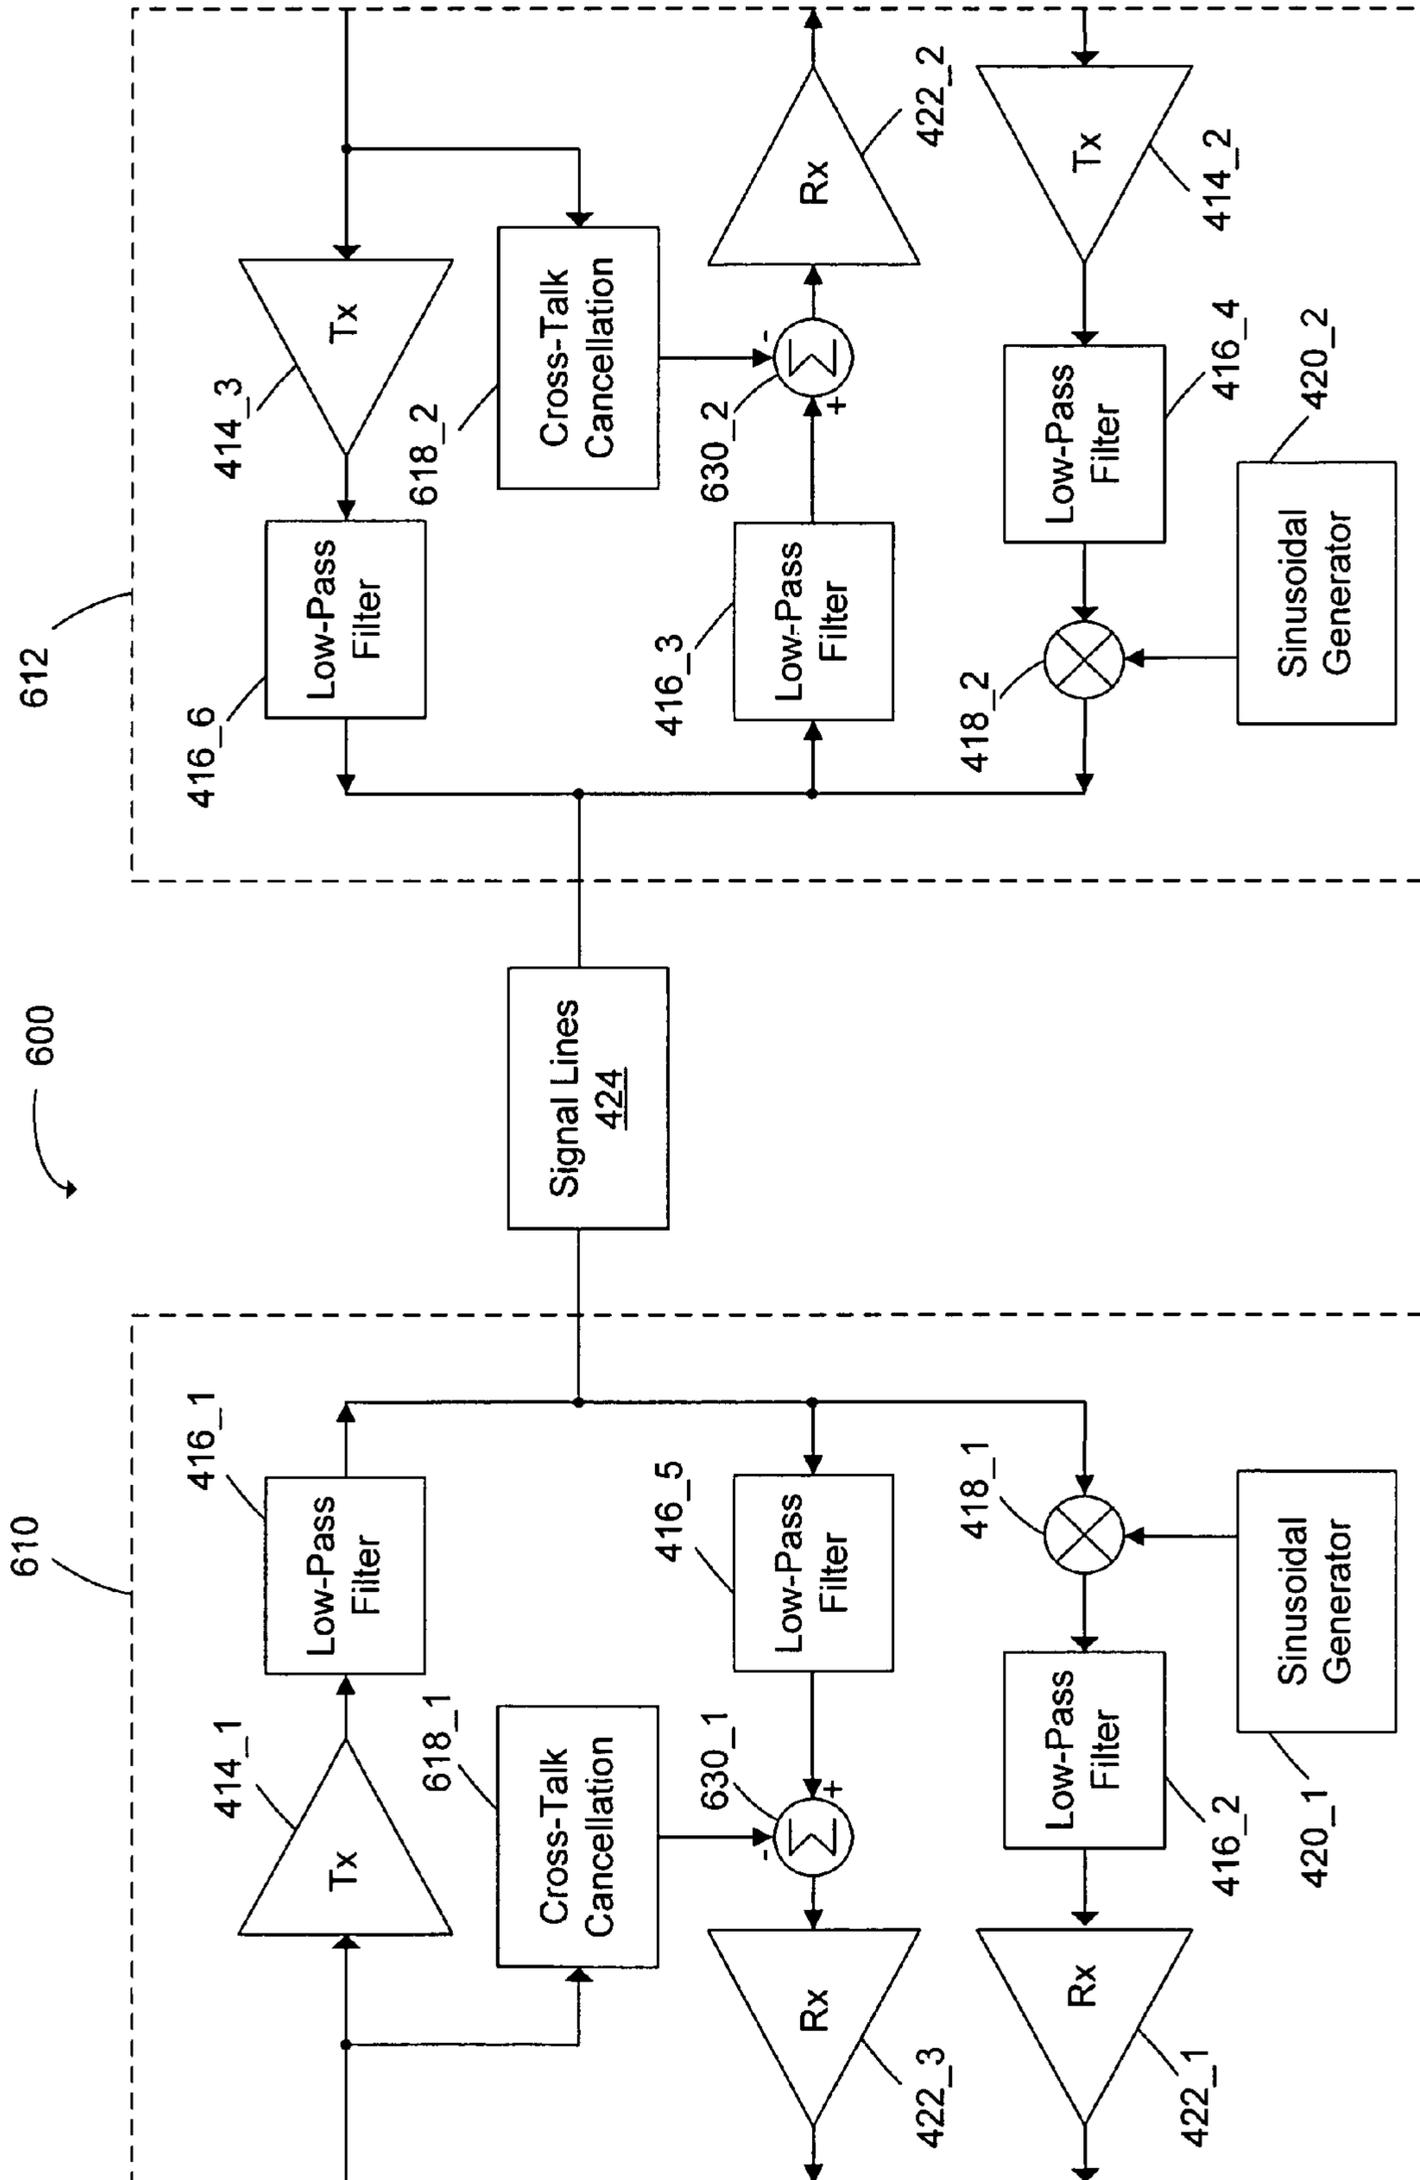 600
610
612
414_1
Tx
416_1
Low-Pass
Filter
618_1
Cross-Talk
Cancellation
630_1
Σ
-
+
416_5
Low-Pass
Filter
Rx
422_3
418_1
Low-Pass
Filter
416_2
Rx
422_1
Sinusoidal
Generator
420_1
Signal Lines
424
416_6
Low-Pass
Filter
414_3
Tx
618_2
Cross-Talk
Cancellation
416_3
Low-Pass
Filter
630_2
Σ
-
+
Rx
422_2
418_2
Low-Pass
Filter
416_4
Tx
414_2
Sinusoidal
Generator
420_2